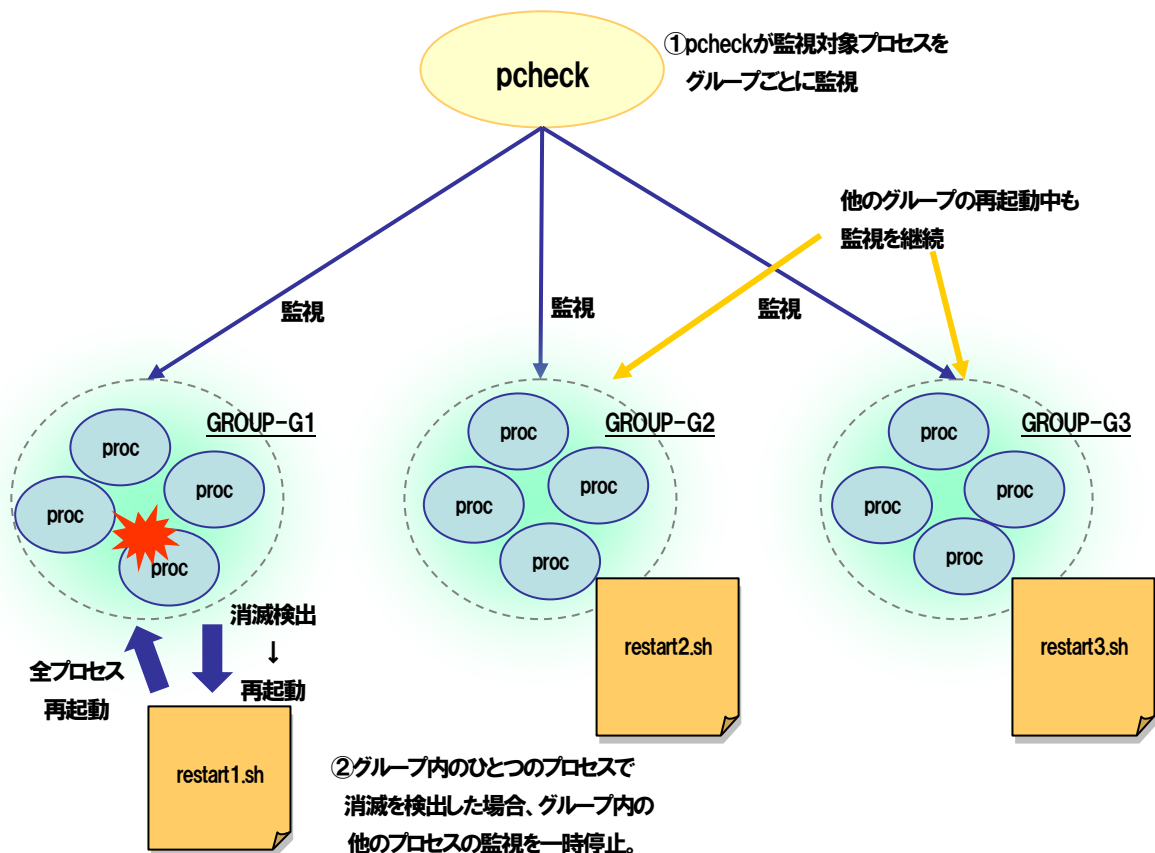 pcheck
①pcheckが監視対象プロセスを
グループごとに監視
他のグループの再起動中も
監視を継続
監視
監視
監視
GROUP-G1
proc
proc
proc
proc
GROUP-G2
proc
proc
proc
proc
GROUP-G3
proc
proc
proc
proc
消滅検出
↓
再起動
全プロセス
再起動
restart1.sh
restart2.sh
restart3.sh
②グループ内のひとつのプロセスで
消滅を検出した場合、グループ内の
他のプロセスの監視を一時停止。